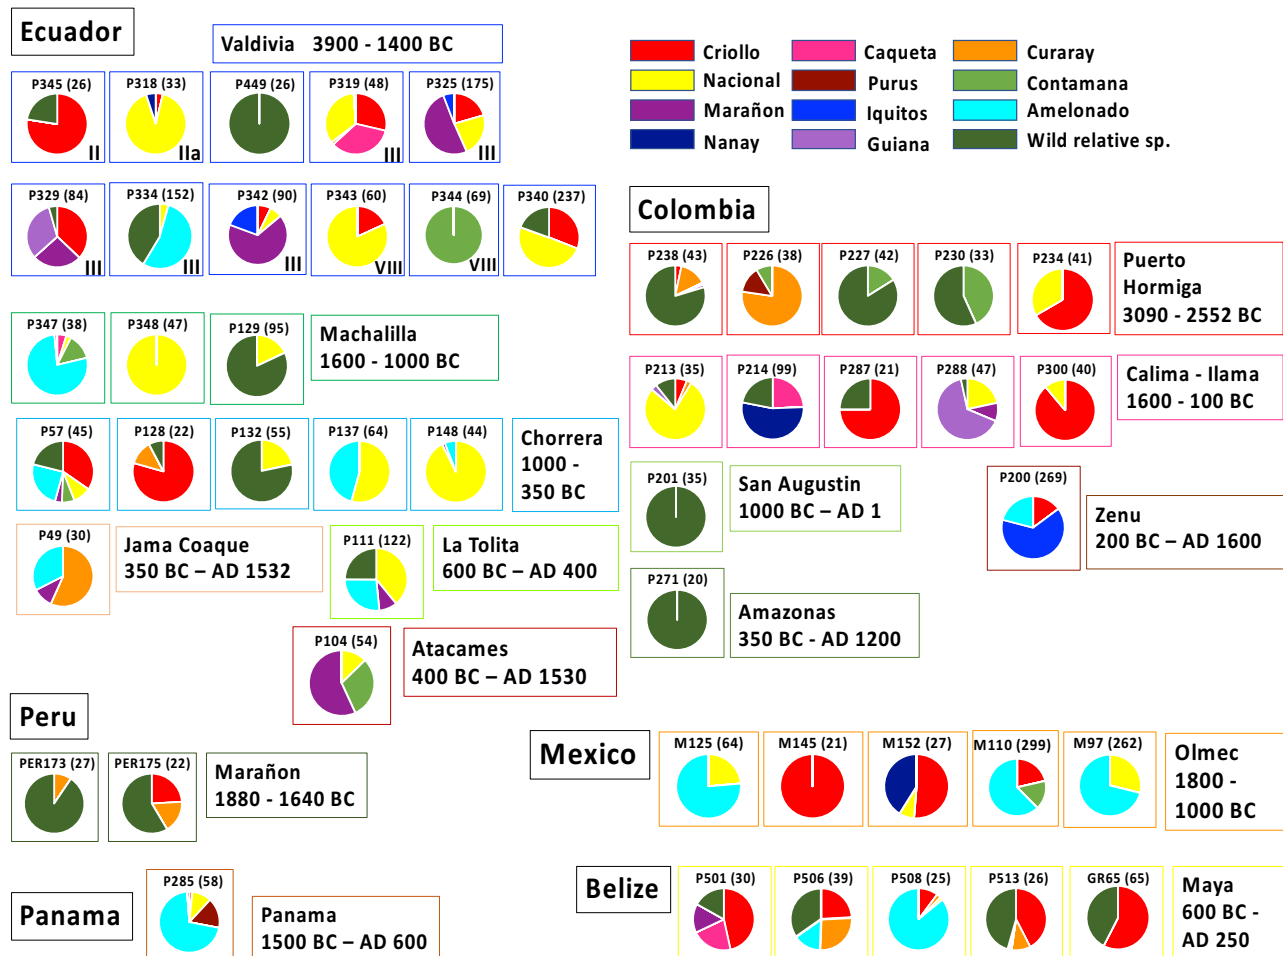 Ecuador
Valdivia 3900 - 1400 BC
P345 (26)
P318 (33)
P449 (26)
P319 (48)
P325 (175)
II
IIa
III
III
P329 (84)
P334 (152)
P342 (90)
P343 (60)
P344 (69)
P340 (237)
III
III
III
VIII
VIII
P347 (38)
P348 (47)
P129 (95)
Machalilla
1600 - 1000 BC
P57 (45)
P128 (22)
P132 (55)
P137 (64)
P148 (44)
Chorrera
1000 -
350 BC
P49 (30)
Jama Coaque
350 BC – AD 1532
P111 (122)
La Tolita
600 BC – AD 400
P104 (54)
Atacames
400 BC – AD 1530
Peru
PER173 (27)
PER175 (22)
Marañon
1880 - 1640 BC
Panama
P285 (58)
Panama
1500 BC – AD 600
Criollo
Nacional
Marañon
Nanay
Caqueta
Purus
Iquitos
Guiana
Curaray
Contamana
Amelonado
Wild relative sp.
Colombia
P238 (43)
P226 (38)
P227 (42)
P230 (33)
P234 (41)
Puerto
Hormiga
3090 - 2552 BC
P213 (35)
P214 (99)
P287 (21)
P288 (47)
P300 (40)
Calima - Ilama
1600 - 100 BC
P201 (35)
San Augustin
1000 BC – AD 1
P200 (269)
Zenu
200 BC – AD 1600
P271 (20)
Amazonas
350 BC - AD 1200
Mexico
M125 (64)
M145 (21)
M152 (27)
M110 (299)
M97 (262)
Olmec
1800 -
1000 BC
Belize
P501 (30)
P506 (39)
P508 (25)
P513 (26)
GR65 (65)
Maya
600 BC -
AD 250